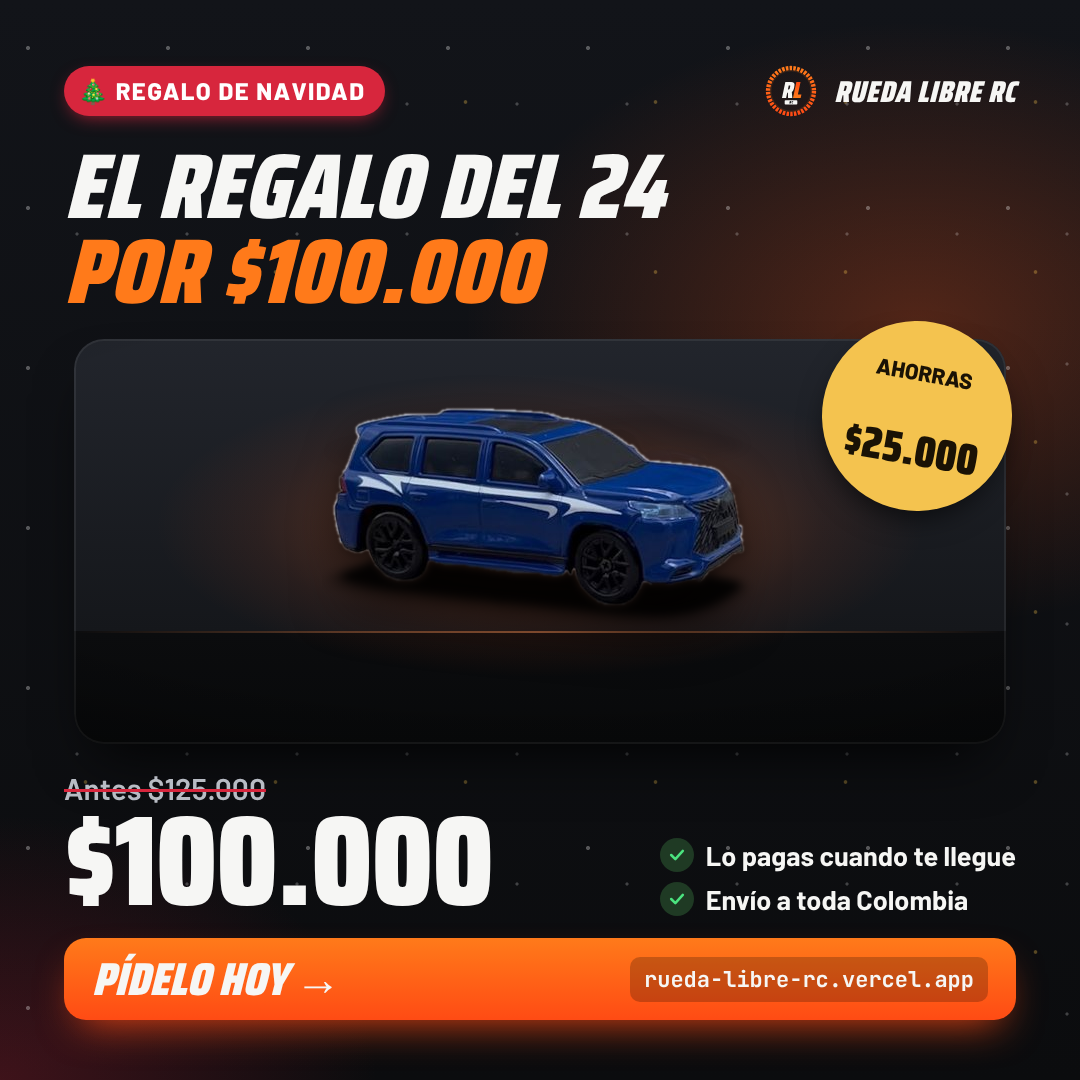 🎄 REGALO DE NAVIDAD
RL
RUEDA LIBRE RC
EL REGALO DEL 24
POR $100.000
AHORRAS
$25.000
Antes $125.000
$100.000
Lo pagas cuando te llegue
Envío a toda Colombia
PÍDELO HOY →
rueda-libre-rc.vercel.app